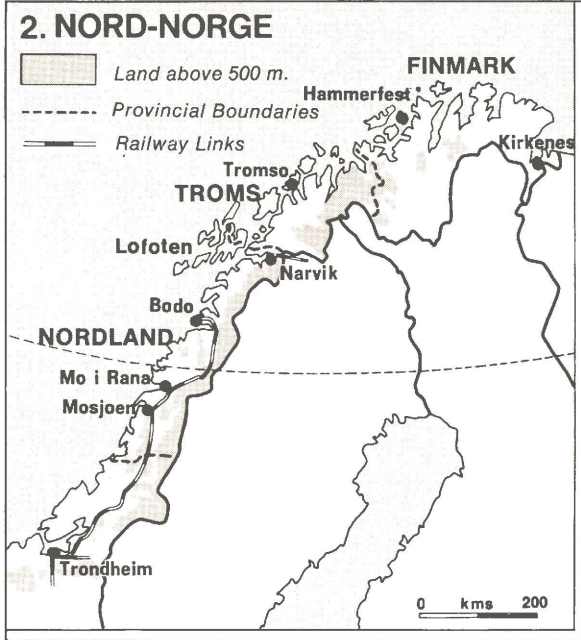 2. NORD-NORGE
Land above 500 m.
Provincial Boundaries
Railway Links
FINMARK
Hammerfest
Kirkenes
Tromso
TROMS
Lofoten
Narvik
Bodo
NORDLAND
Mo i Rana
Mosjoen
Trondheim
0 kms 200